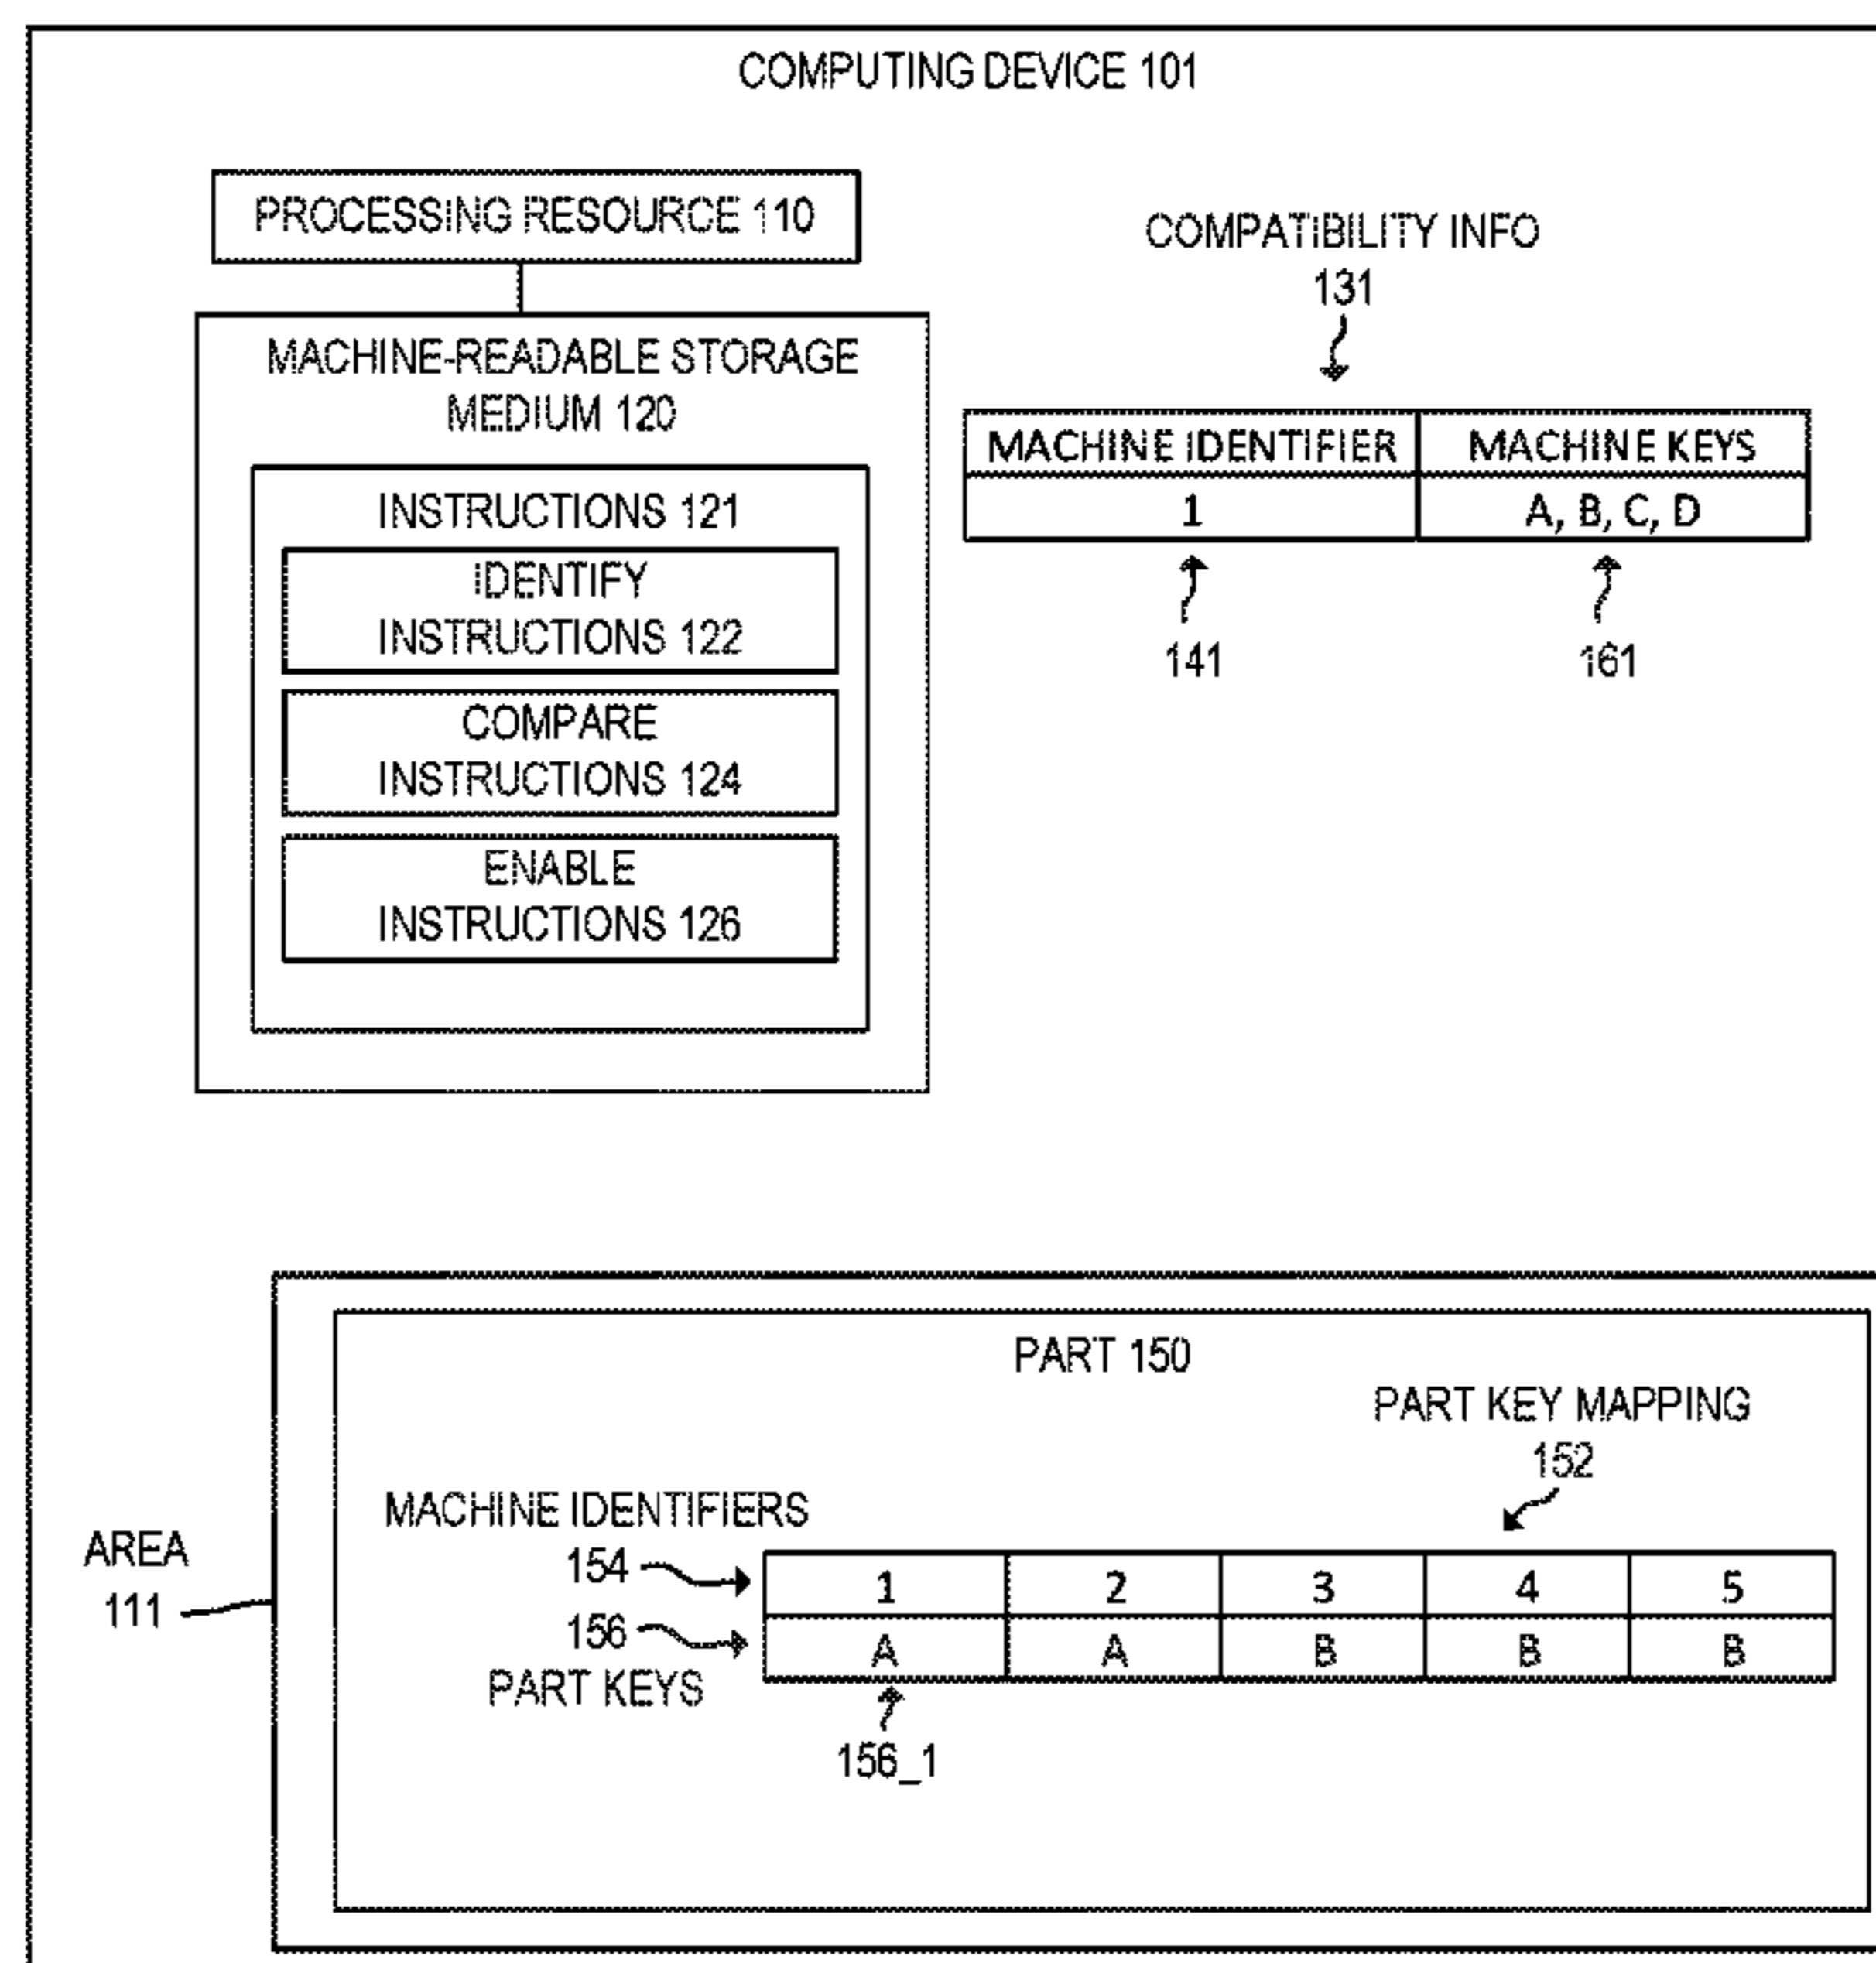 COMPUTING DEVICE 101
PROCESSING RESOURCE 110
MACHINE-READABLE STORAGE
MEDIUM 120
INSTRUCTIONS 121
IDENTIFY
INSTRUCTIONS 122
COMPARE
INSTRUCTIONS 124
ENABLE
INSTRUCTIONS 126
COMPATIBILITY INFO
131
MACHINE IDENTIFIER MACHINE KEYS
1 A, B, C, D
141 161
PART 150
PART KEY MAPPING
152
MACHINE IDENTIFIERS
154 1 2 3 4 5
156 A A B B B
PART KEYS
156_1
AREA
111